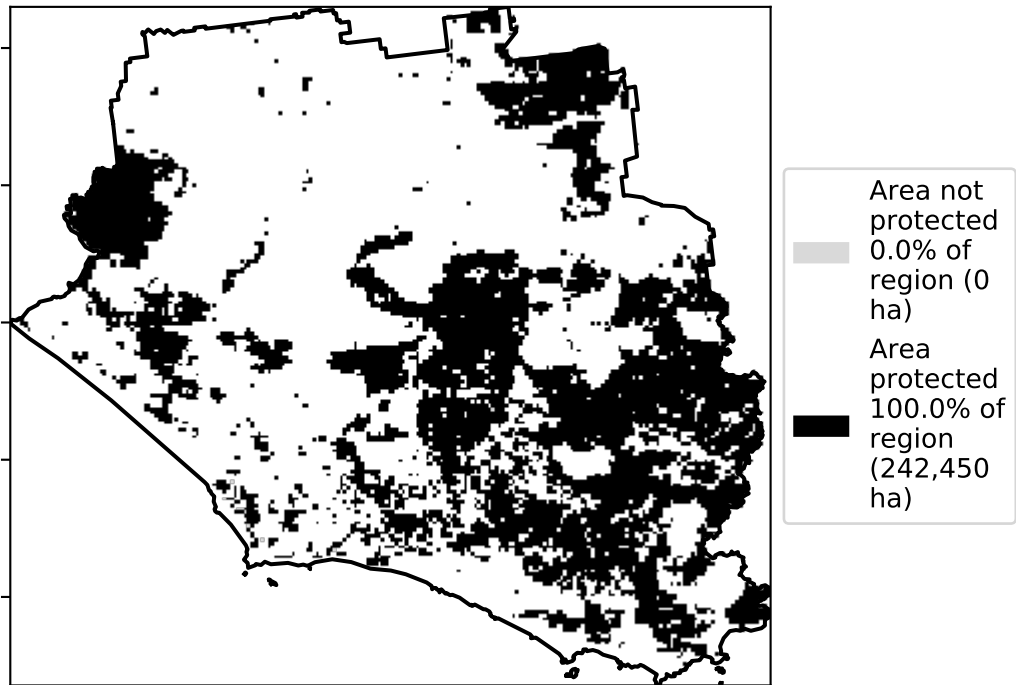 Area not
protected
0.0% of
region (0
ha)
Area
protected
100.0% of
region
(242,450
ha)